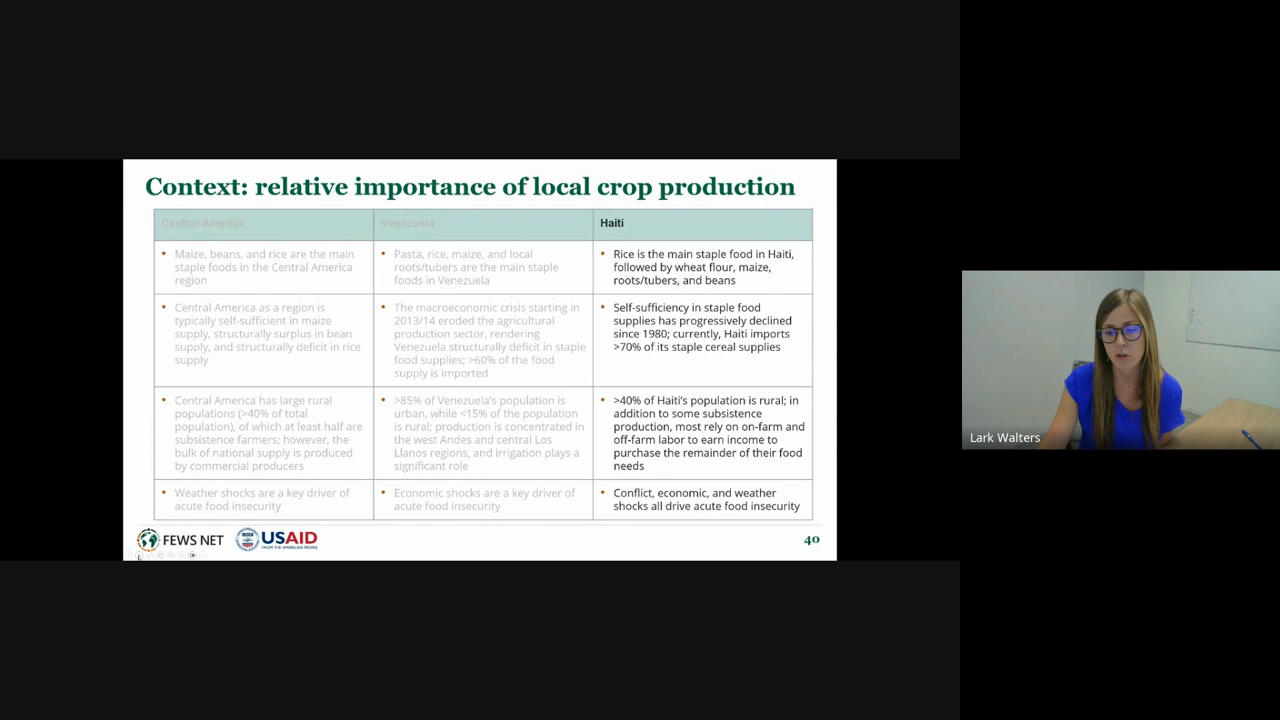 Context: relative importance of local crop production
Central America
Venezuela
Haiti
• Maize, beans, and rice are the main
staple foods in the Central America
region
• Pasta, rice, maize, and local
roots/tubers are the main staple
foods in Venezuela
• Rice is the main staple food in Haiti,
followed by wheat flour, maize,
roots/tubers, and beans
• Central America as a region is
typically self-sufficient in maize
supply, structurally surplus in bean
supply, and structurally deficit in rice
supply
• The macroeconomic crisis starting in
2013/14 eroded the agricultural
production sector, rendering
Venezuela structurally deficit in staple
food supplies; >60% of the food
supply is imported
• Self-sufficiency in staple food
supplies has progressively declined
since 1980; currently, Haiti imports
>70% of its staple cereal supplies
• Central America has large rural
populations (>40% of total
population), of which at least half are
subsistence farmers; however, the
bulk of national supply is produced
by commercial producers
• >85% of Venezuela's population is
urban, while <15% of the population
is rural; production is concentrated in
the west Andes and central Los
Llanos regions, and irrigation plays a
significant role
• >40% of Haiti's population is rural; in
addition to some subsistence
production, most rely on on-farm and
off-farm labor to earn income to
purchase the remainder of their food
needs
• Weather shocks are a key driver of
acute food insecurity
• Economic shocks are a key driver of
acute food insecurity
• Conflict, economic, and weather
shocks all drive acute food insecurity
FEWS NET
USAID
FROM THE AMERICAN PEOPLE
40
Lark Walters